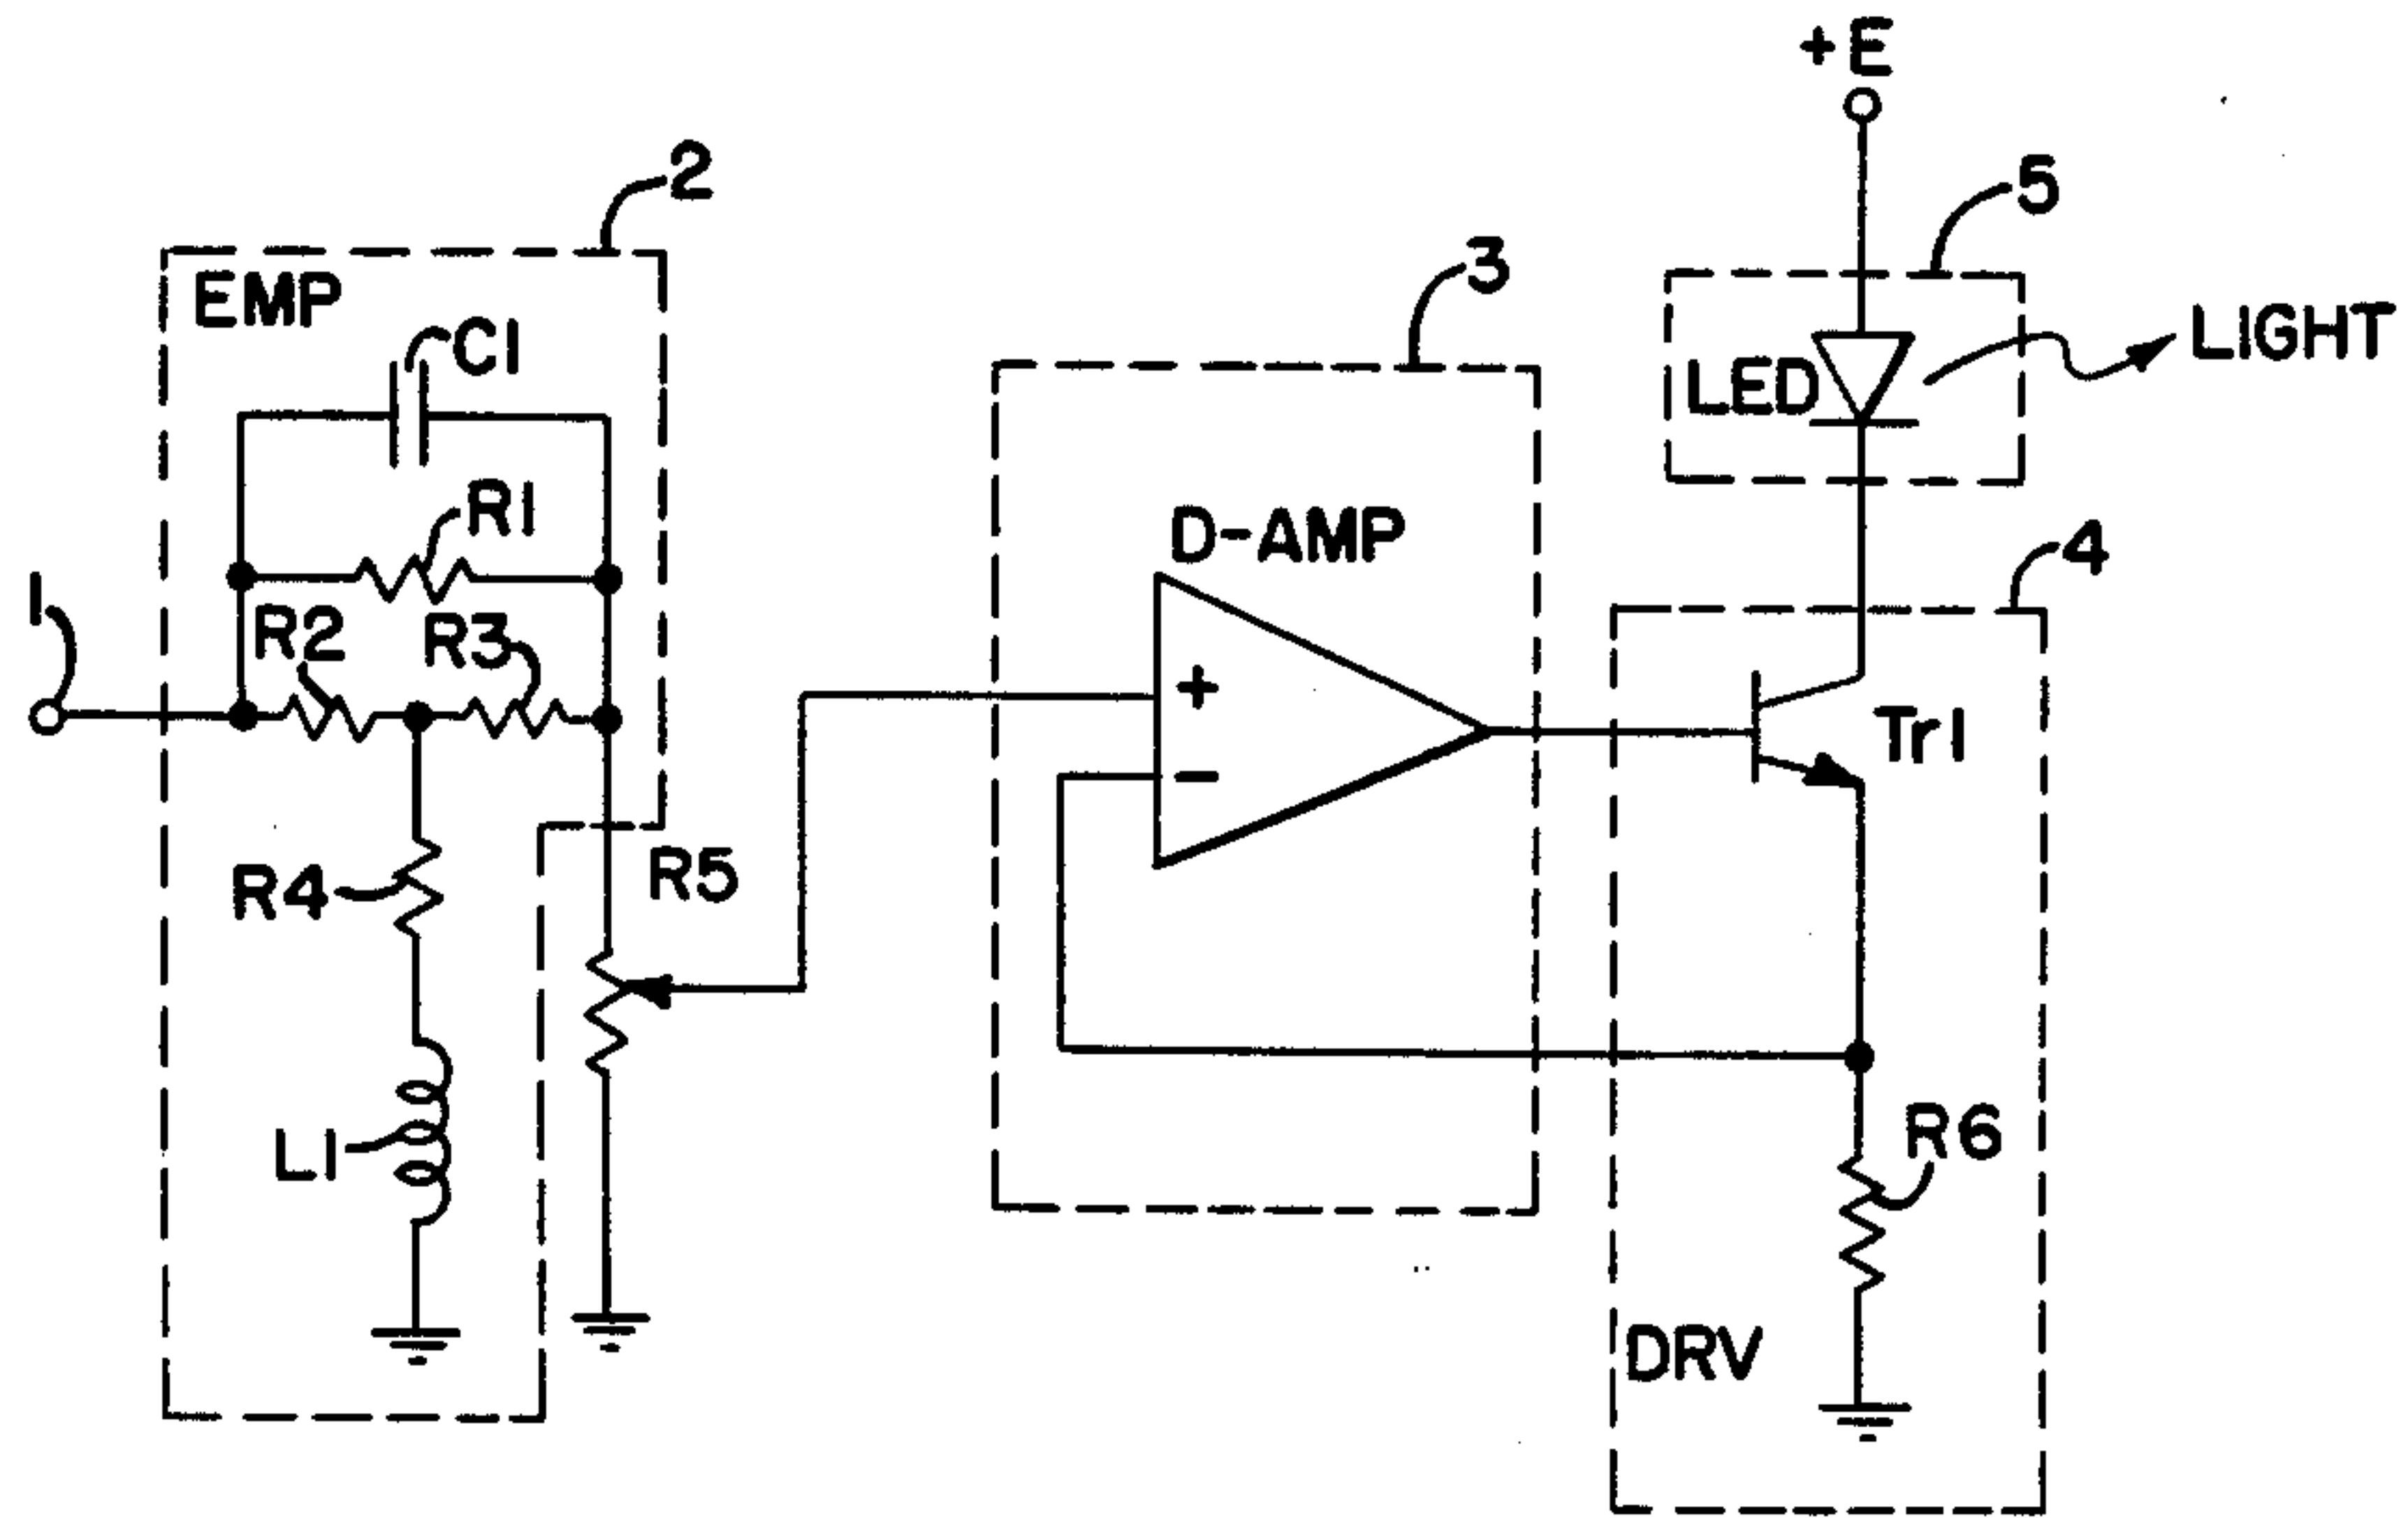 +E
2
5
3
EMP
C1
LIGHT
LED
R1
D-AMP
4
1
R2
R3
+
Tr1
-
R4
R5
L1
R6
DRV